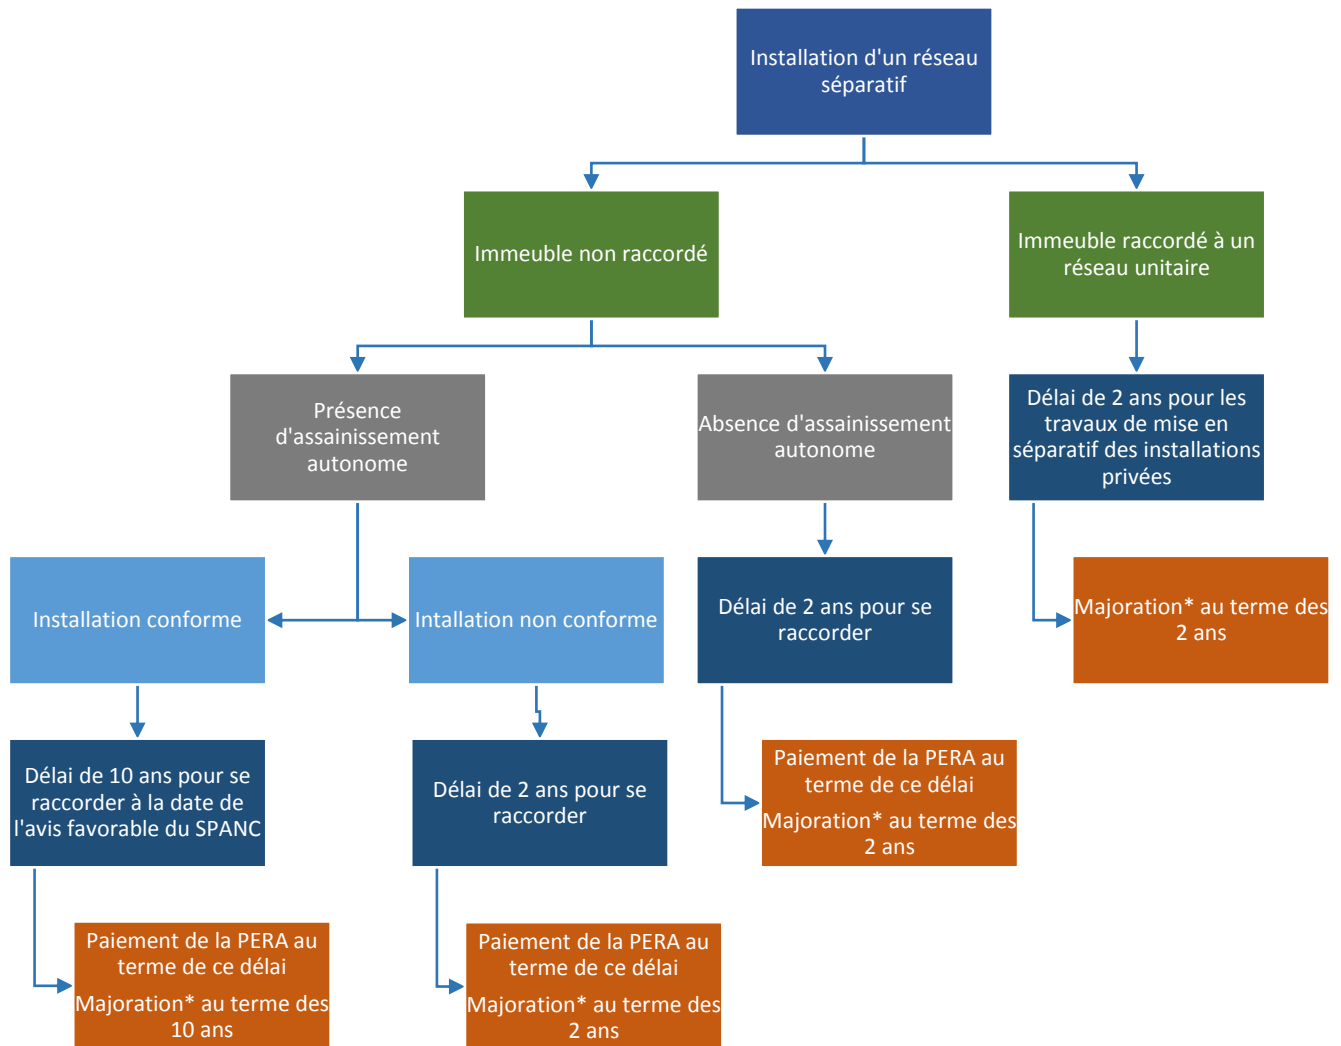 Installation d'un réseau
séparatif
Immeuble non raccordé
Immeuble raccordé à un
réseau unitaire
Présence
d'assainissement
autonome
Absence d'assainissement
autonome
Délai de 2 ans pour les
travaux de mise en
séparatif des installations
privées
Installation conforme
Intallation non conforme
Délai de 2 ans pour se
raccorder
Majoration* au terme des
2 ans
Délai de 10 ans pour se
raccorder à la date de
l'avis favorable du SPANC
Délai de 2 ans pour se
raccorder
Paiement de la PERA au
terme de ce délai
Majoration* au terme des
2 ans
Paiement de la PERA au
terme de ce délai
Majoration* au terme des
10 ans
Paiement de la PERA au
terme de ce délai
Majoration* au terme des
2 ans